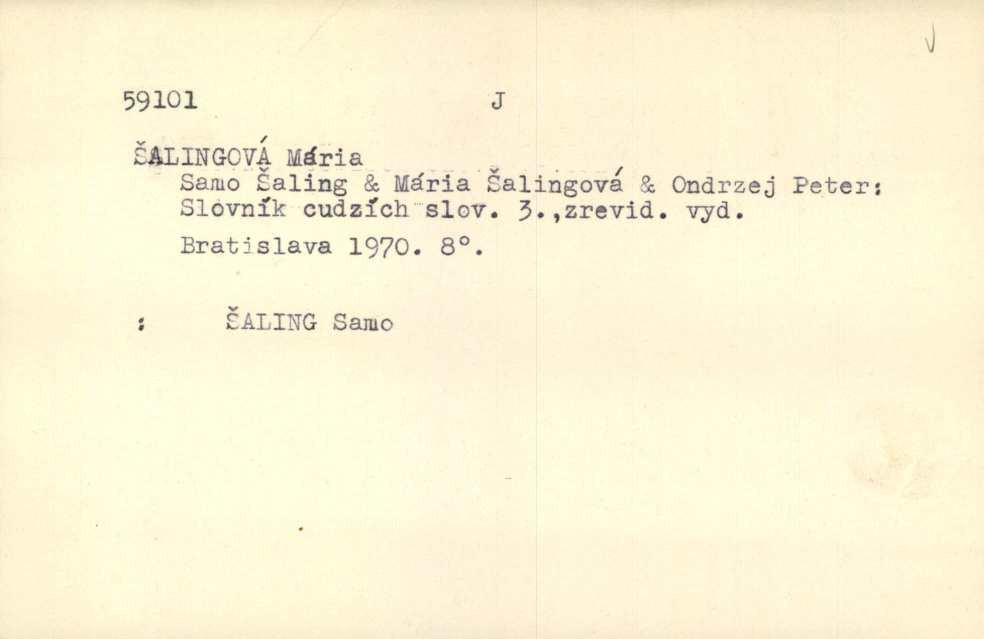 59101 J
ŠALINGOVÁ Mária
Samo Šaling & Mária Šalingová & Ondrzej Peter:
Slovník cudzích slov. 3.,zrevid. vyd.
Bratislava 1970. 8°.
: ŠALING Samo